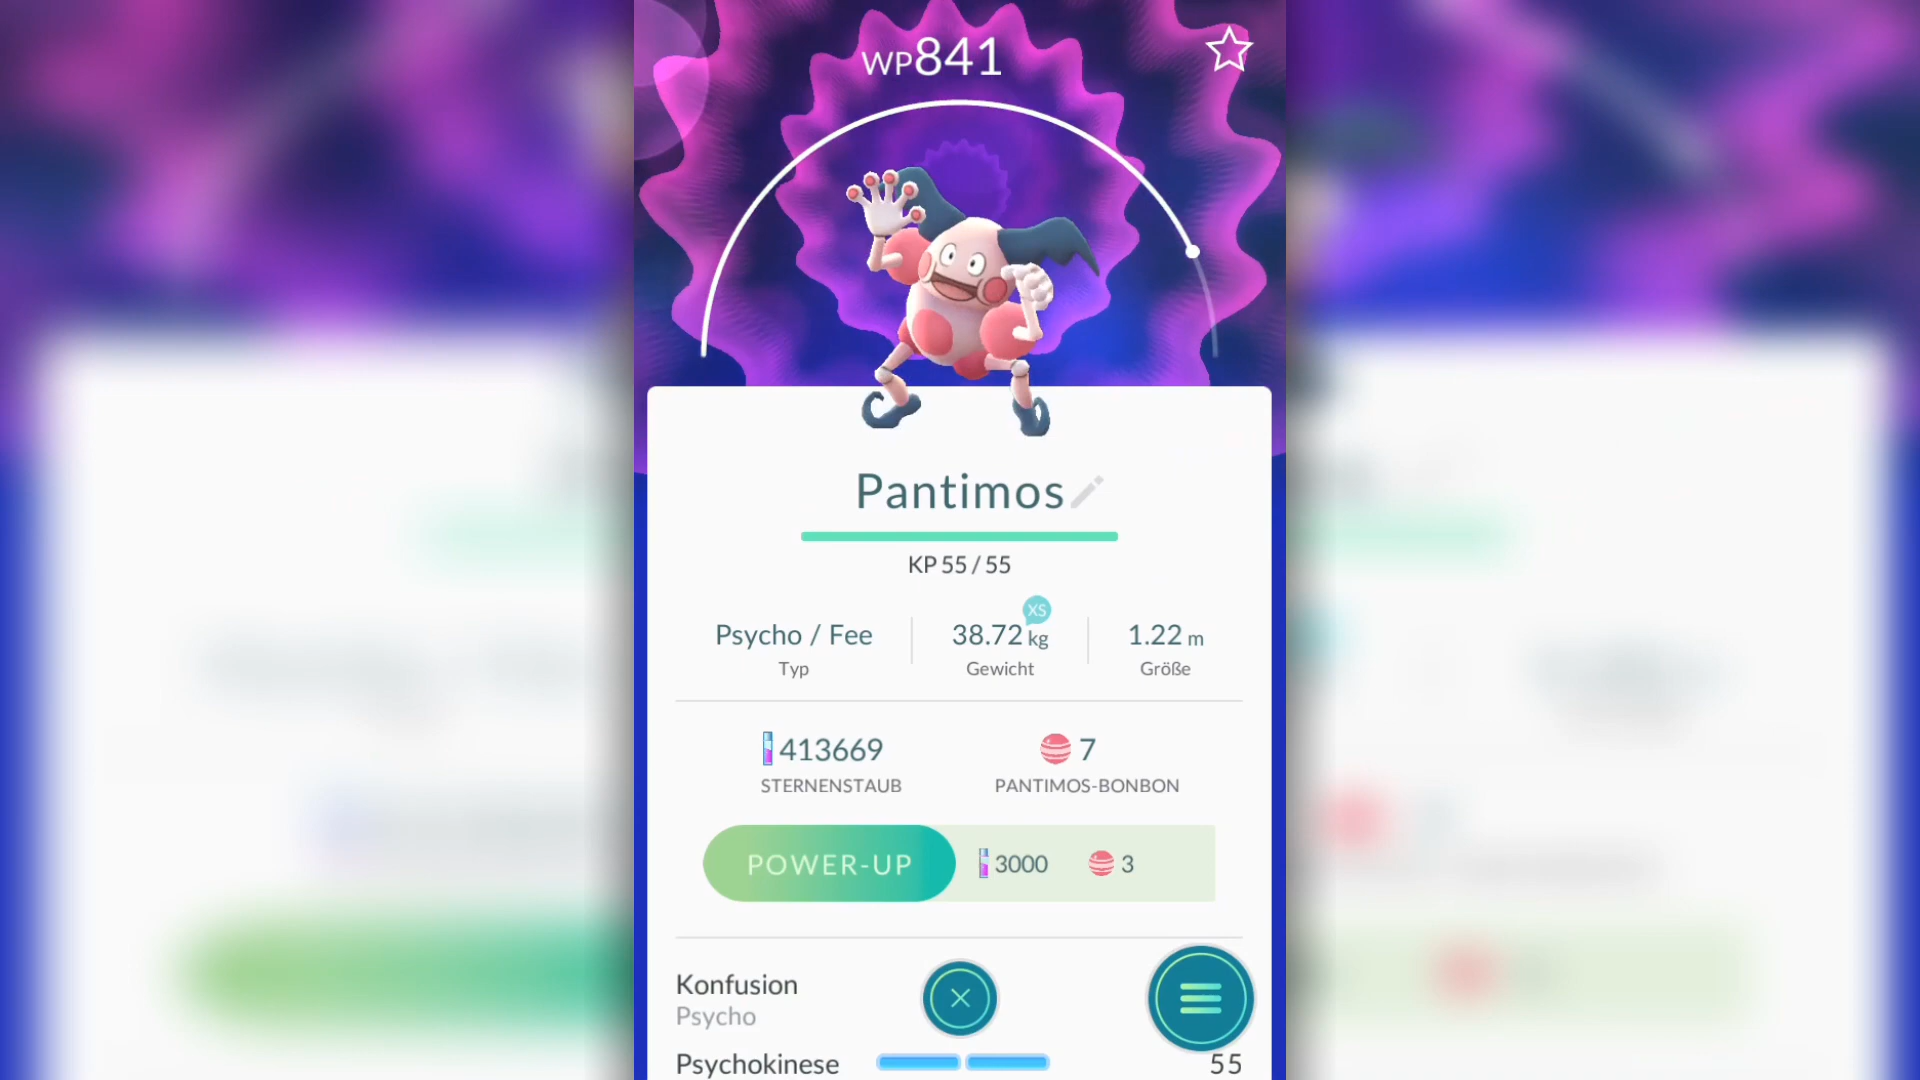 WP841
Pantimos
KP 55 / 55
XS
Psycho / Fee
38.72 kg
1.22 m
Typ
Gewicht
Größe
413669
7
STERNENSTAUB
PANTIMOS-BONBON
POWER-UP
3000
3
Konfusion
Psycho
Psychokinese
55